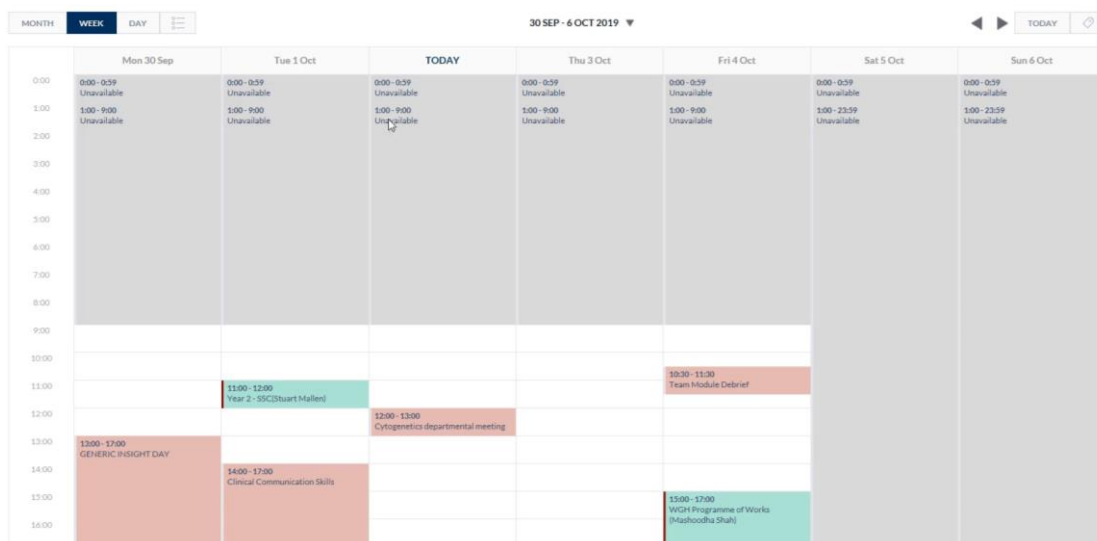 MONTH WEEK DAY
30 SEP - 6 OCT 2019 ▼
TODAY
Mon 30 Sep Tue 1 Oct TODAY Thu 3 Oct Fri 4 Oct Sat 5 Oct Sun 6 Oct
0:00
0:00 - 0:59 0:00 - 0:59 0:00 - 0:59 0:00 - 0:59 0:00 - 0:59 0:00 - 0:59 0:00 - 0:59
Unavailable Unavailable Unavailable Unavailable Unavailable Unavailable Unavailable
1:00
1:00 - 9:00 1:00 - 9:00 1:00 - 9:00 1:00 - 9:00 1:00 - 9:00 1:00 - 23:59 1:00 - 23:59
Unavailable Unavailable Unavailable Unavailable Unavailable Unavailable Unavailable
2:00
3:00
4:00
5:00
6:00
7:00
8:00
9:00
10:00
10:30 - 11:30
Team Module Debrief
11:00
11:00 - 12:00
Year 2 - SSC(Stuart Mallen)
12:00
12:00 - 13:00
Cytogenetics departmental meeting
13:00
13:00 - 17:00
GENERIC INSIGHT DAY
14:00
14:00 - 17:00
Clinical Communication Skills
15:00
15:00 - 17:00
WGH Programme of Works
(Mashoodha Shah)
16:00